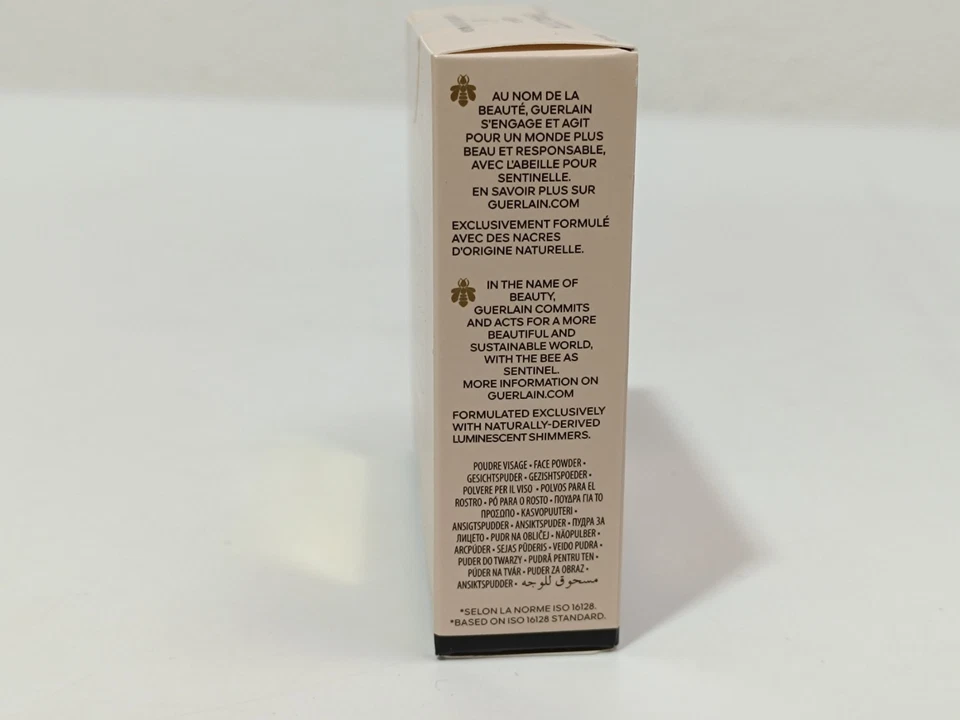 AU NOM DE LA
BEAUTÉ, GUERLAIN
S'ENGAGE ET AGIT
POUR UN MONDE PLUS
BEAU ET RESPONSABLE,
AVEC L'ABEILLE POUR
SENTINELLE.
EN SAVOIR PLUS SUR
GUERLAIN.COM
EXCLUSIVEMENT FORMULÉ
AVEC DES NACRES
D'ORIGINE NATURELLE.
IN THE NAME OF
BEAUTY,
GUERLAIN COMMITS
AND ACTS FOR A MORE
BEAUTIFUL AND
SUSTAINABLE WORLD,
WITH THE BEE AS
SENTINEL.
MORE INFORMATION ON
GUERLAIN.COM
FORMULATED EXCLUSIVELY
WITH NATURALLY-DERIVED
LUMINESCENT SHIMMERS.
POUDRE VISAGE • FACE POWDER •
GESICHTSPUDER • GEZISHTSPOEDER •
POLVERE PER IL VISO • POLVOS PARA EL
ROSTRO • PÓ PARA O ROSTO • ΠΟΥΔΡΑ ΓΙΑ ΤΟ
ΠΡΟΣΩΠΟ • KASVOPUUTERI •
ANSIGTSPUDDER • ANSIKTSPUDER • ПУДРА ЗА
ЛИЦЕТО • PUDR NA OBLIČEJ • NÄOPULBER •
ARCPÚDER • SEJAS PŪDERIS • VEIDO PUDRA •
PUDER DO TWARZY • PUDRĂ PENTRU TEN •
PÚDER NA TVÁR • PUDER ZA OBRAZ •
ANSIKTSPUDDER • مسحوق للوجه
*SELON LA NORME ISO 16128.
*BASED ON ISO 16128 STANDARD.